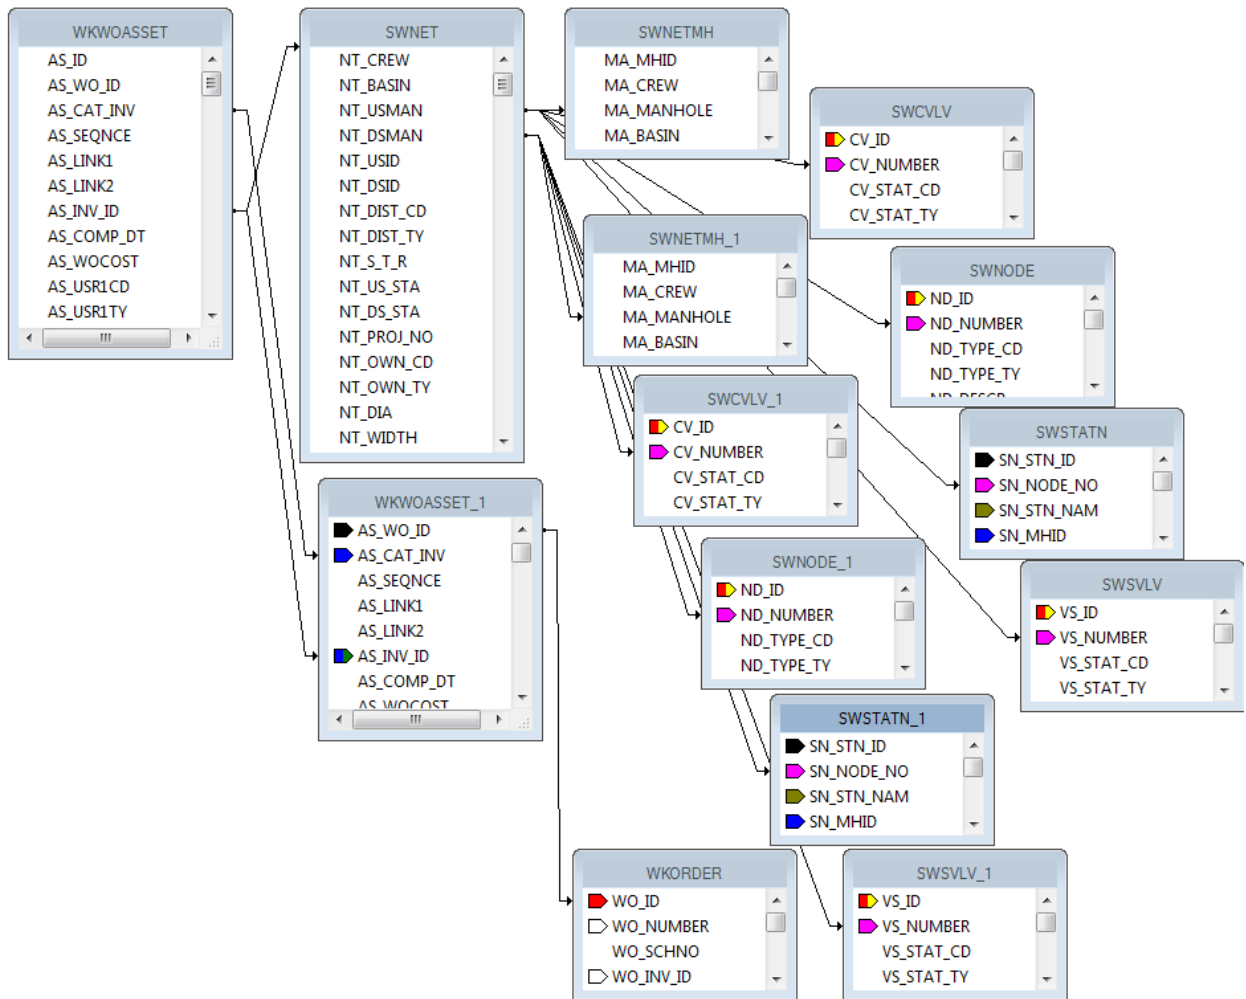 WKWOASSET
AS_ID
AS_WO_ID
AS_CAT_INV
AS_SEQNCE
AS_LINK1
AS_LINK2
AS_INV_ID
AS_COMP_DT
AS_WOCOST
AS_USR1CD
AS_USR1TY
SWNET
NT_CREW
NT_BASIN
NT_USMAN
NT_DSMAN
NT_USID
NT_DSID
NT_DIST_CD
NT_DIST_TY
NT_S_T_R
NT_US_STA
NT_DS_STA
NT_PROJ_NO
NT_OWN_CD
NT_OWN_TY
NT_DIA
NT_WIDTH
SWNETMH
MA_MHID
MA_CREW
MA_MANHOLE
MA_BASIN
SWCVLV
CV_ID
CV_NUMBER
CV_STAT_CD
CV_STAT_TY
SWNETMH_1
MA_MHID
MA_CREW
MA_MANHOLE
MA_BASIN
SWNODE
ND_ID
ND_NUMBER
ND_TYPE_CD
ND_TYPE_TY
ND_DESCR
SWCVLV_1
CV_ID
CV_NUMBER
CV_STAT_CD
CV_STAT_TY
SWSTATN
SN_STN_ID
SN_NODE_NO
SN_STN_NAM
SN_MHID
WKWOASSET_1
AS_WO_ID
AS_CAT_INV
AS_SEQNCE
AS_LINK1
AS_LINK2
AS_INV_ID
AS_COMP_DT
AS_WOCOST
SWNODE_1
ND_ID
ND_NUMBER
ND_TYPE_CD
ND_TYPE_TY
SWSVLV
VS_ID
VS_NUMBER
VS_STAT_CD
VS_STAT_TY
SWSTATN_1
SN_STN_ID
SN_NODE_NO
SN_STN_NAM
SN_MHID
WKORDER
WO_ID
WO_NUMBER
WO_SCHNO
WO_INV_ID
SWSVLV_1
VS_ID
VS_NUMBER
VS_STAT_CD
VS_STAT_TY